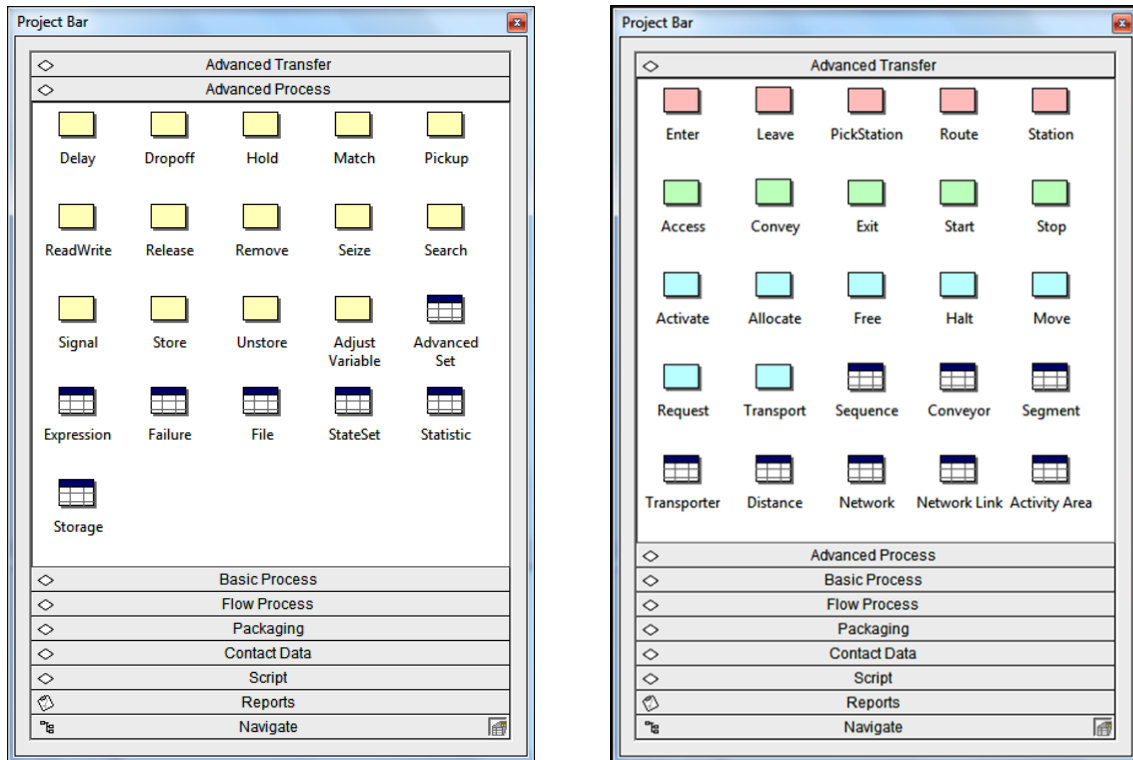 Project Bar
Advanced Transfer
Advanced Process
Delay Dropoff Hold Match Pickup
ReadWrite Release Remove Seize Search
Signal Store Unstore Adjust Variable Advanced Set
Expression Failure File StateSet Statistic
Storage
Basic Process
Flow Process
Packaging
Contact Data
Script
Reports
Navigate
Project Bar
Advanced Transfer
Enter Leave PickStation Route Station
Access Convey Exit Start Stop
Activate Allocate Free Halt Move
Request Transport Sequence Conveyor Segment
Transporter Distance Network Network Link Activity Area
Advanced Process
Basic Process
Flow Process
Packaging
Contact Data
Script
Reports
Navigate